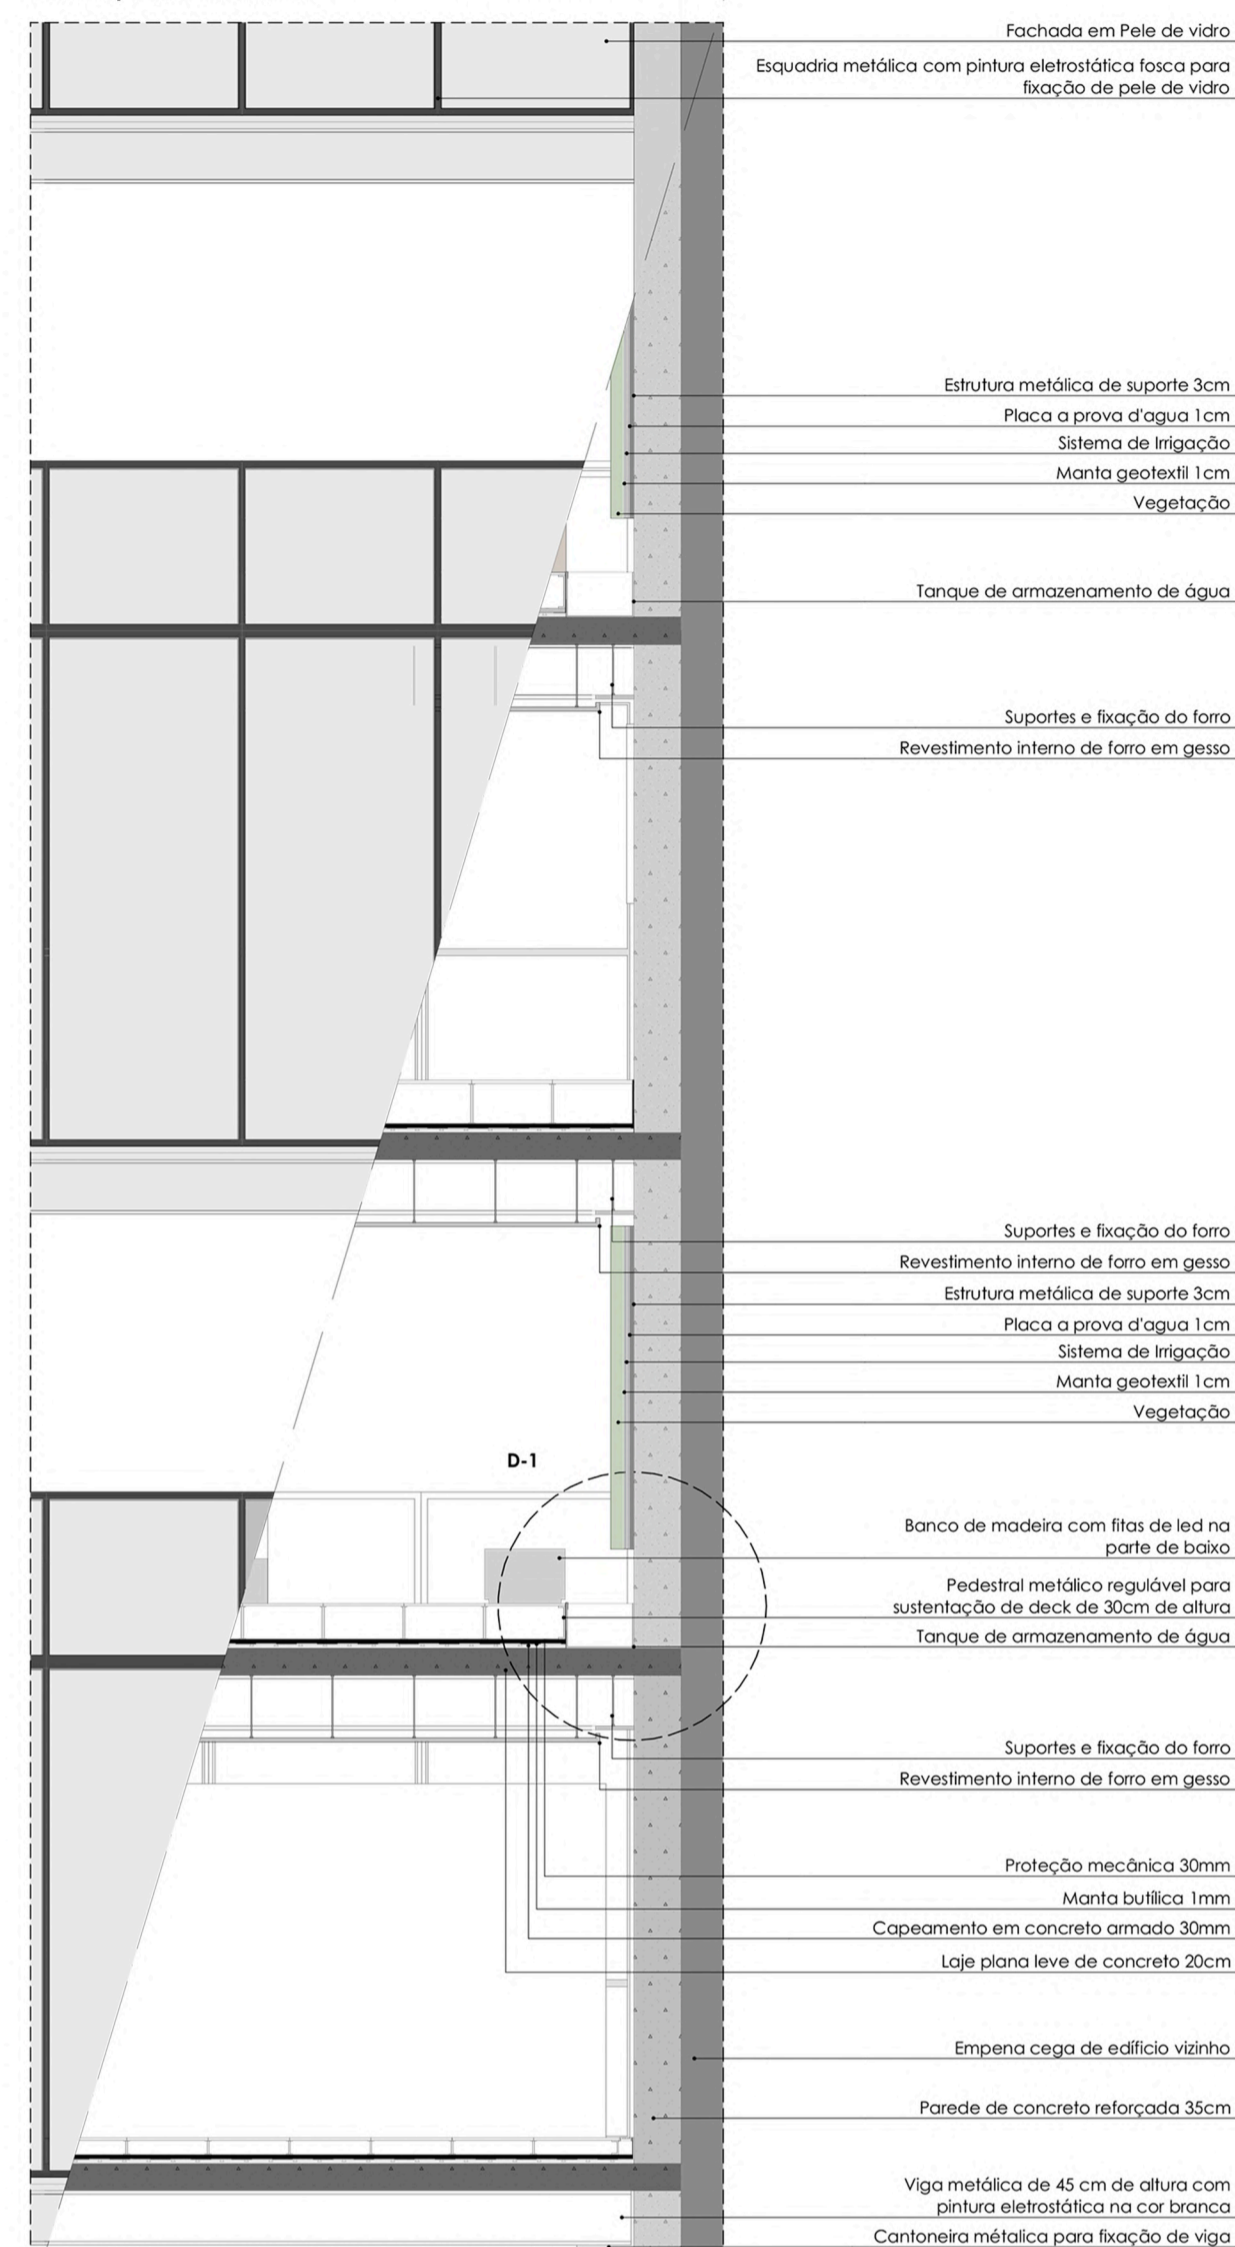 Fachada em Pele de vidro
Esquadria metálica com pintura eletrostática fosca para
fixação de pele de vidro
Estrutura metálica de suporte 3cm
Placa a prova d'agua 1cm
Sistema de Irrigação
Manta geotextil 1cm
Vegetação
Tanque de armazenamento de água
Suportes e fixação do forro
Revestimento interno de forro em gesso
Suportes e fixação do forro
Revestimento interno de forro em gesso
Estrutura metálica de suporte 3cm
Placa a prova d'agua 1cm
Sistema de Irrigação
Manta geotextil 1cm
Vegetação
D-1
Banco de madeira com fitas de led na
parte de baixo
Pedestral metálico regulável para
sustentação de deck de 30cm de altura
Tanque de armazenamento de água
Suportes e fixação do forro
Revestimento interno de forro em gesso
Proteção mecânica 30mm
Manta butílica 1mm
Capeamento em concreto armado 30mm
Laje plana leve de concreto 20cm
Empena cega de edíficio vizinho
Parede de concreto reforçada 35cm
Viga metálica de 45 cm de altura com
pintura eletrostática na cor branca
Cantoneira métalica para fixação de viga